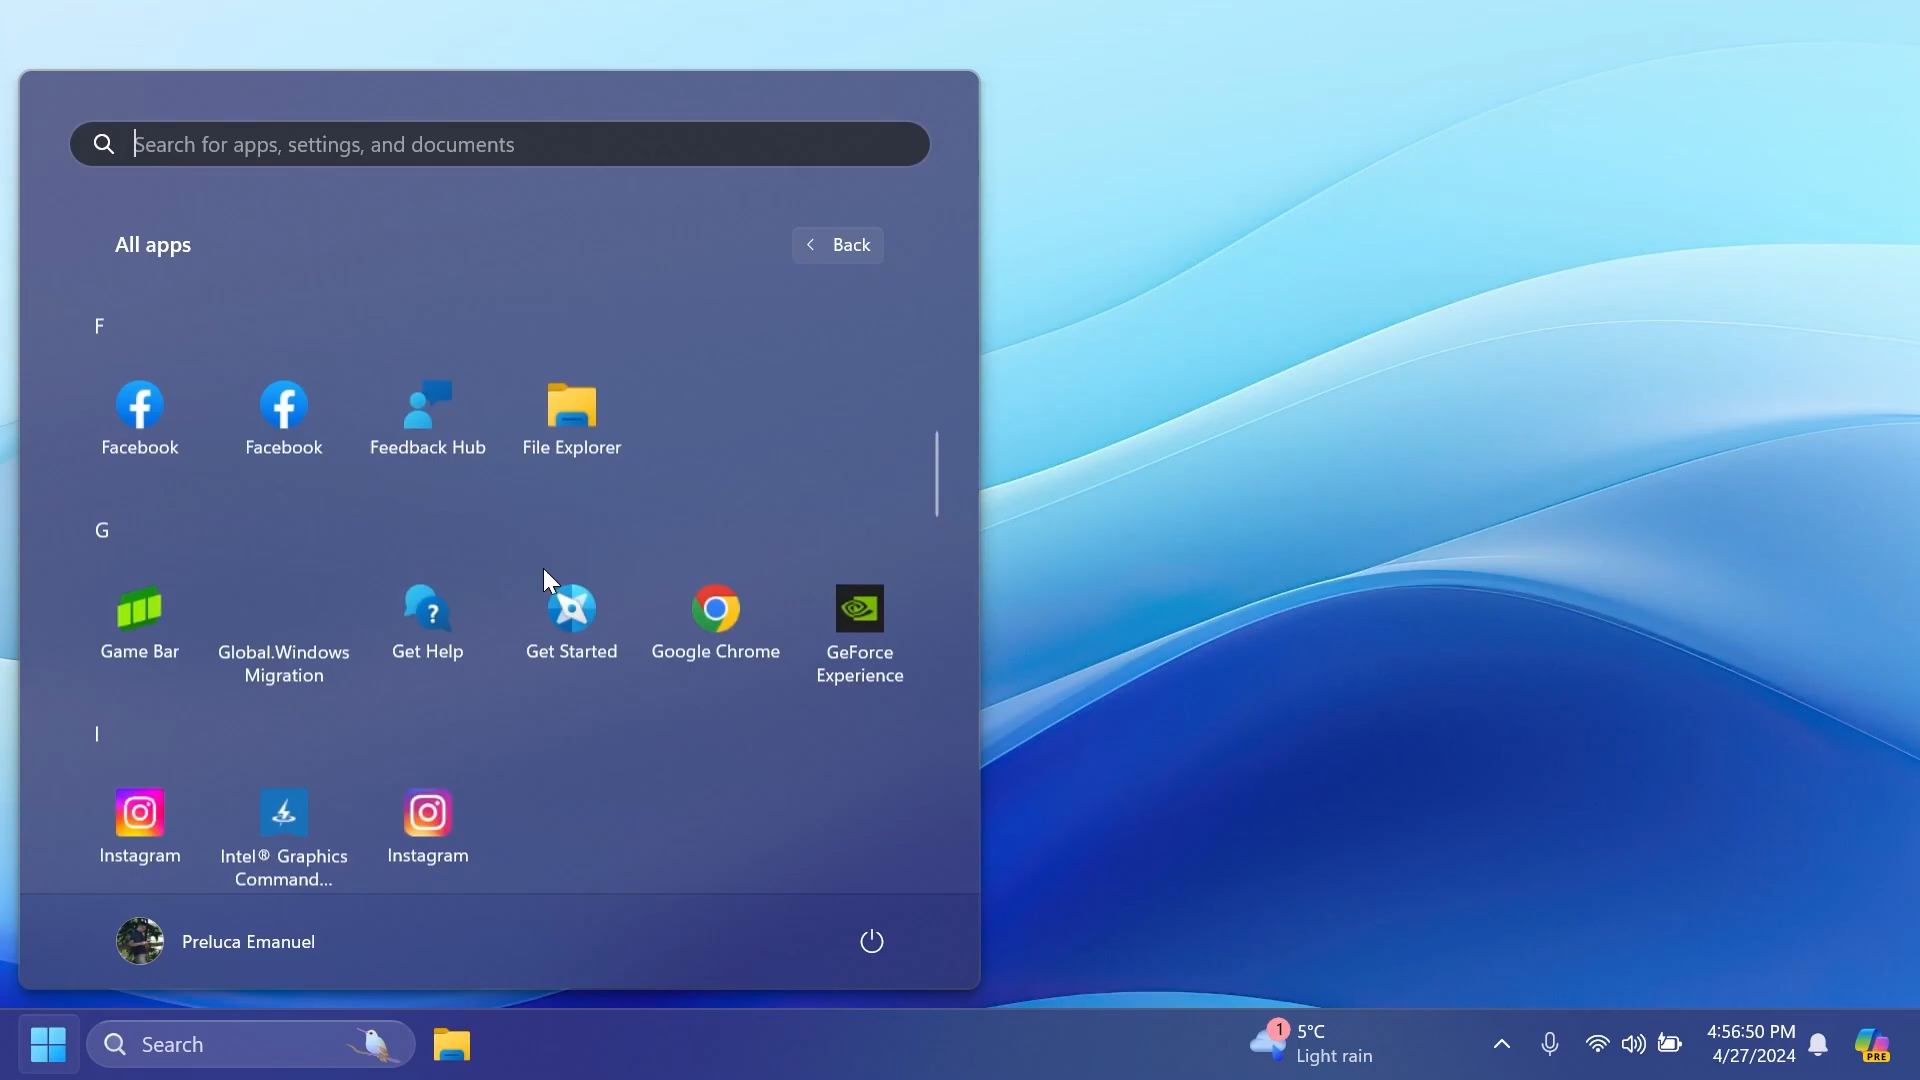 Search for apps, settings, and documents
All apps
Back
F
Facebook
Facebook
Feedback Hub
File Explorer
G
Game Bar
Global.Windows
Migration
Get Help
Get Started
Google Chrome
GeForce
Experience
I
Instagram
Intel® Graphics
Command...
Instagram
Preluca Emanuel
Search
1
5°C
Light rain
4:56:50 PM
4/27/2024
PRE